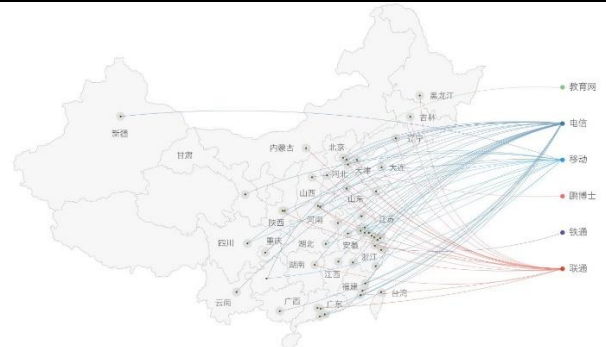 黑龙江
教育网
吉林
电信
新疆
辽宁
内蒙古
北京
甘肃
移动
天津
大连
河北
山西
山东
鹏博士
陕西
河南
江苏
铁通
四川
重庆
湖北
安徽
浙江
湖南
江西
联通
福建
云南
广西
广东
台湾